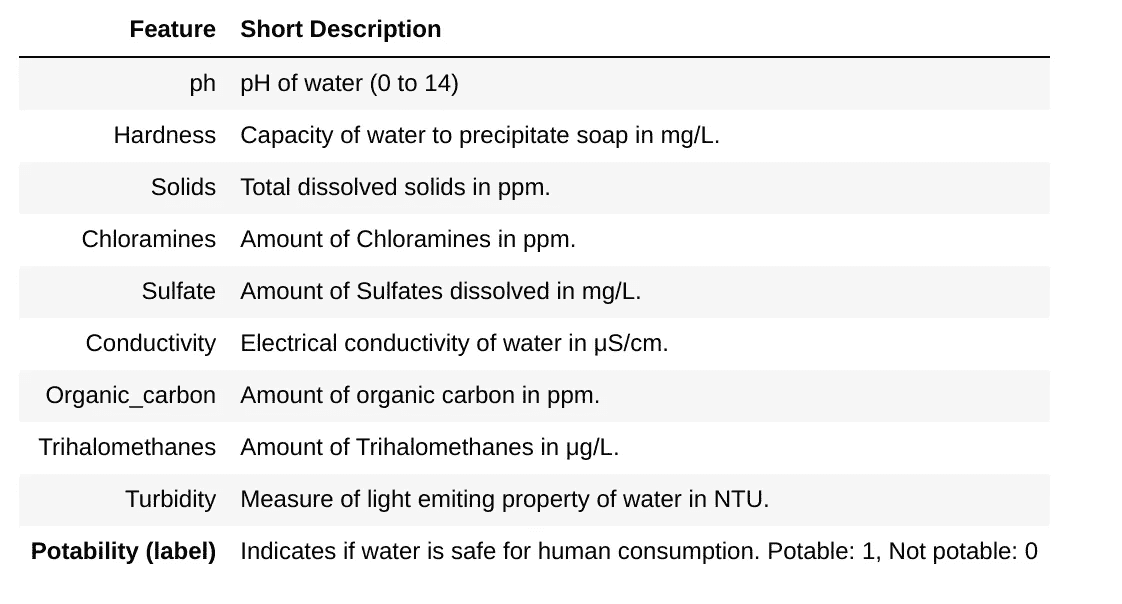 Feature Short Description
ph pH of water (0 to 14)
Hardness Capacity of water to precipitate soap in mg/L.
Solids Total dissolved solids in ppm.
Chloramines Amount of Chloramines in ppm.
Sulfate Amount of Sulfates dissolved in mg/L.
Conductivity Electrical conductivity of water in μS/cm.
Organic_carbon Amount of organic carbon in ppm.
Trihalomethanes Amount of Trihalomethanes in μg/L.
Turbidity Measure of light emiting property of water in NTU.
Potability (label) Indicates if water is safe for human consumption. Potable: 1, Not potable: 0